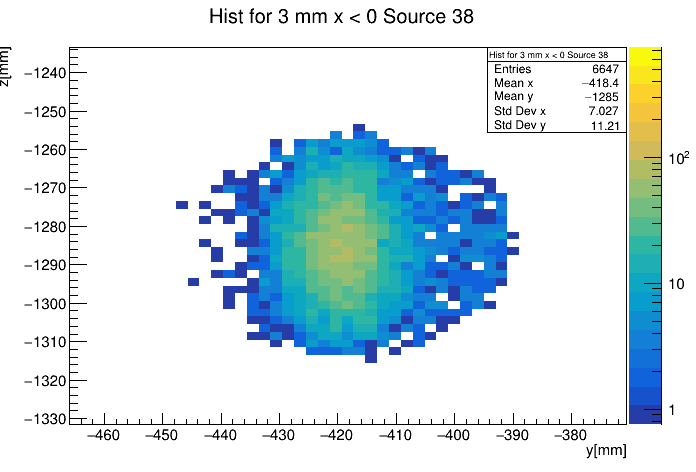 Hist for 3 mm x < 0 Source 38
z[mm]
Hist for 3 mm x < 0 Source 38
Entries 6647
Mean x −418.4
Mean y −1285
Std Dev x 7.027
Std Dev y 11.21
−1240
−1250
−1260
−1270
−1280
−1290
−1300
−1310
−1320
−1330
10²
10
1
−460 −450 −440 −430 −420 −410 −400 −390 −380
y[mm]